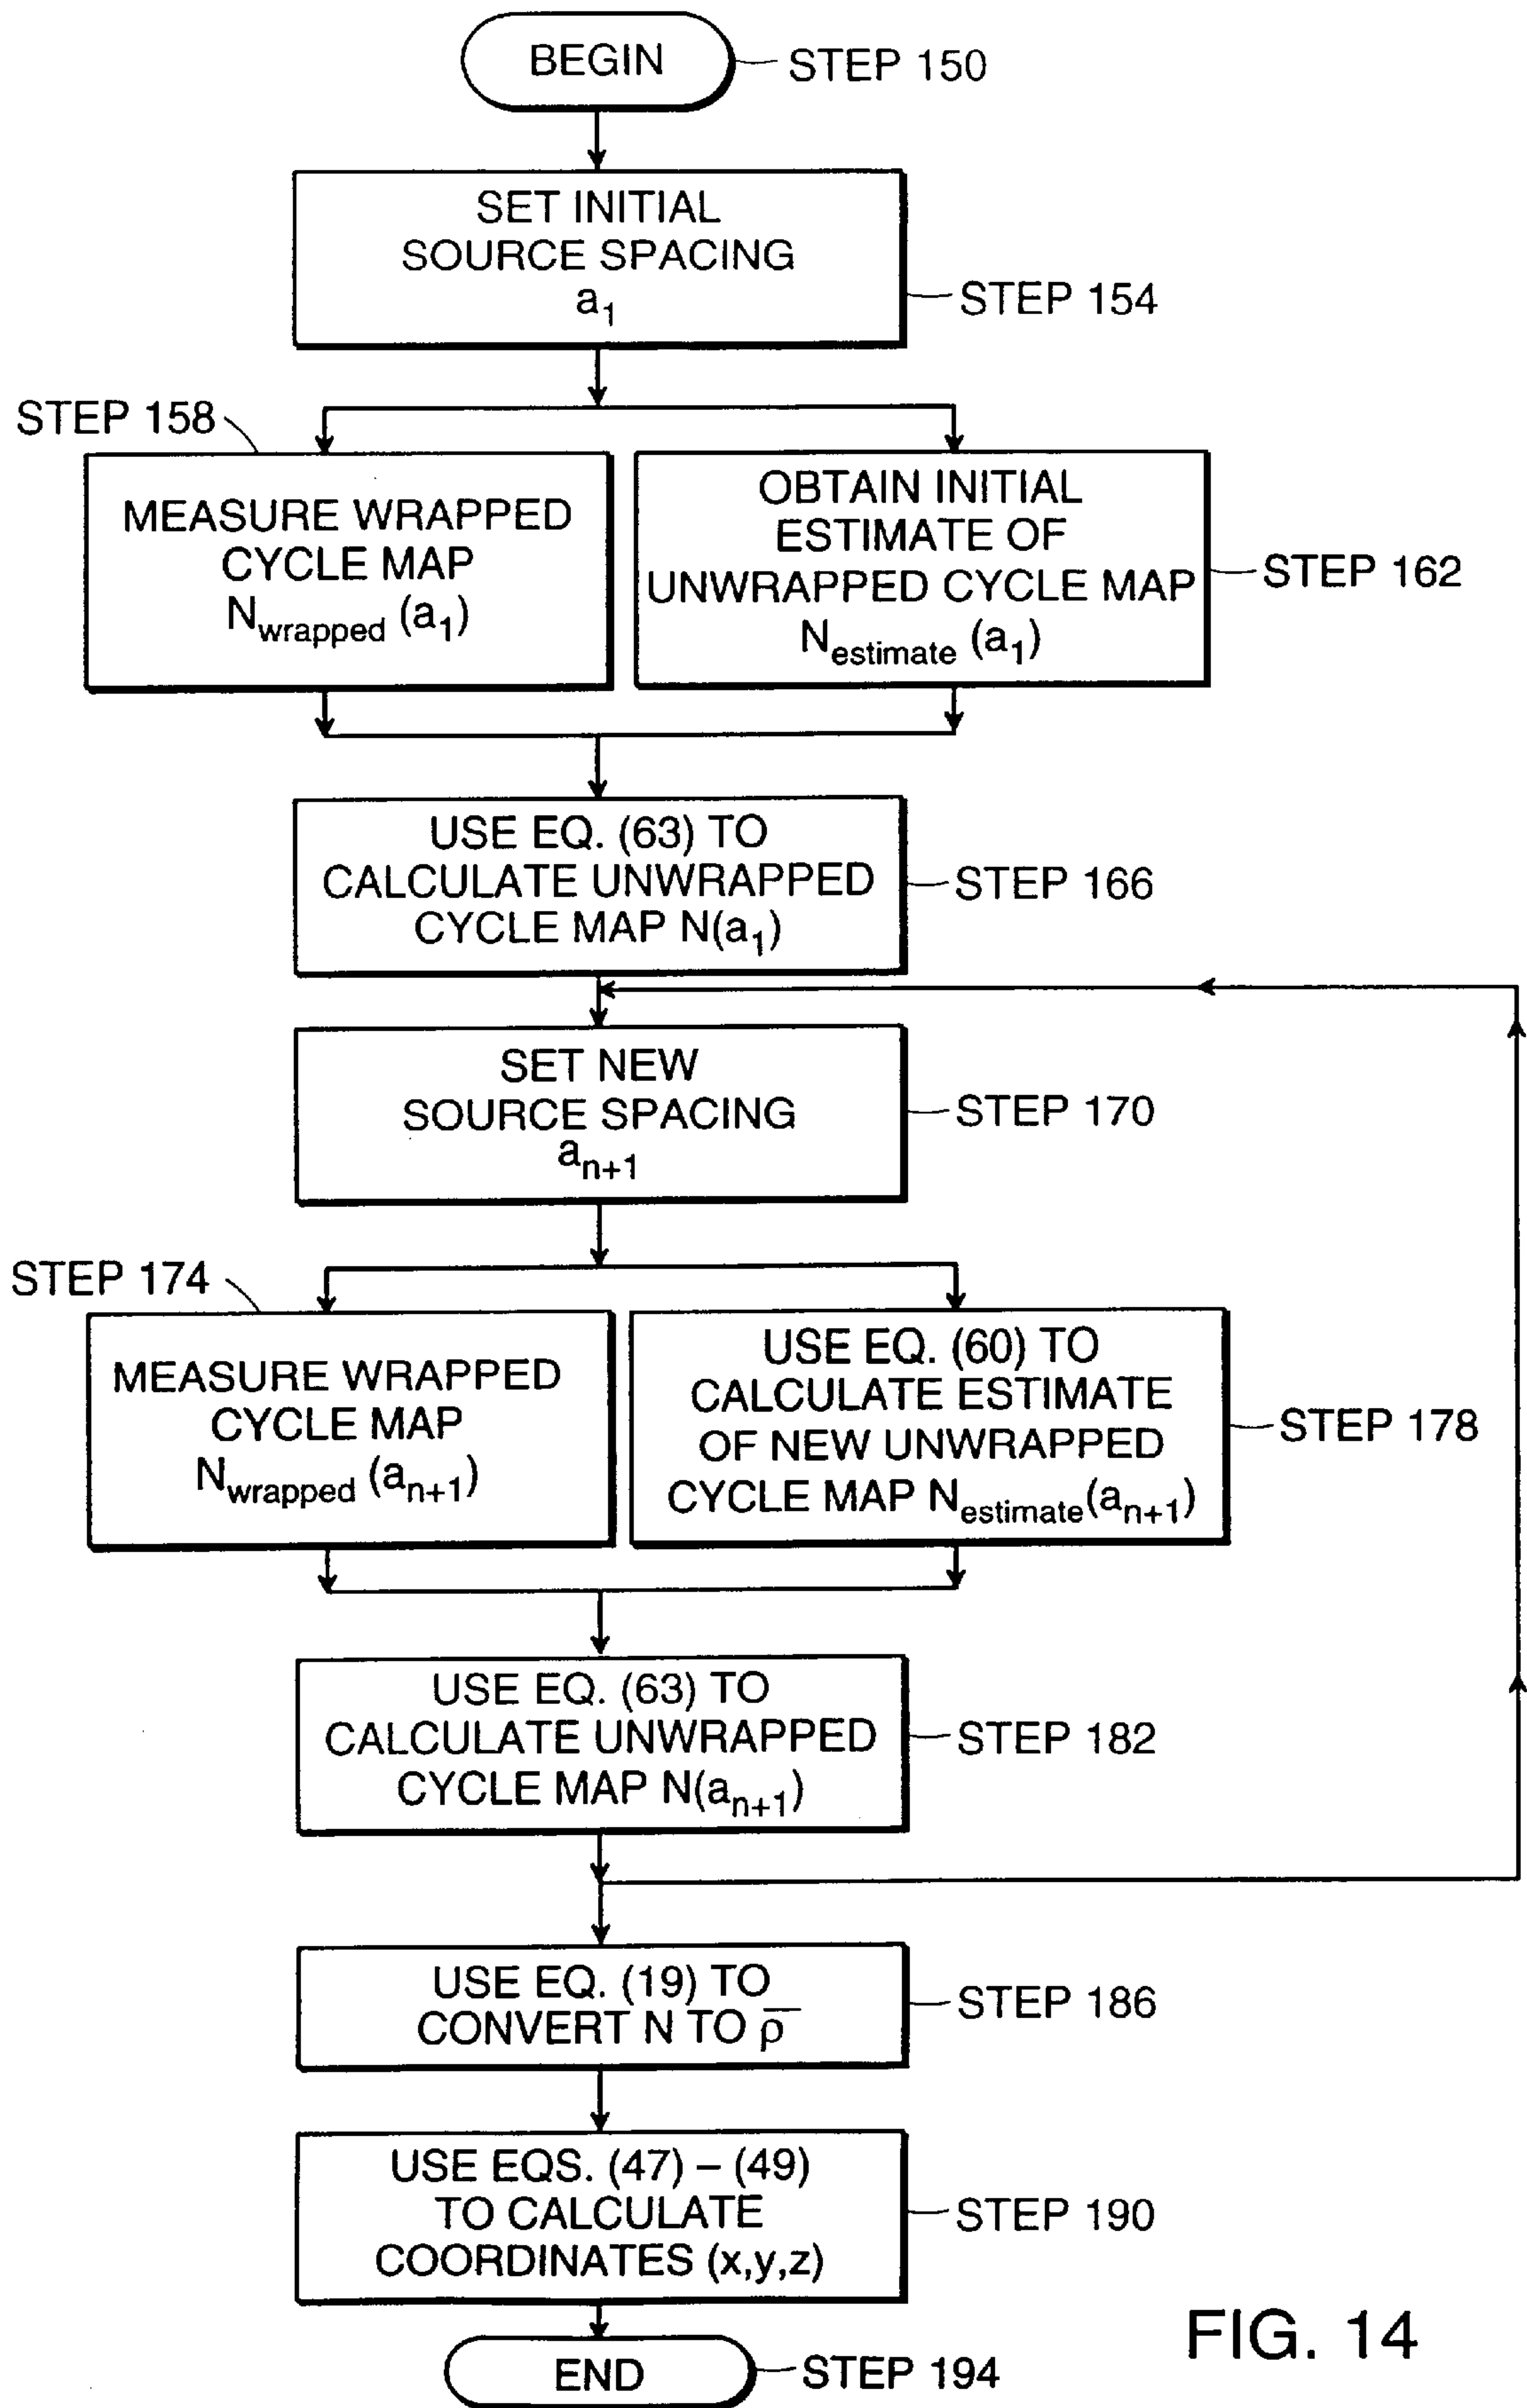 BEGIN
STEP 150
SET INITIAL
SOURCE SPACING
a₁
STEP 154
STEP 158
MEASURE WRAPPED
CYCLE MAP
N_wrapped (a₁)
OBTAIN INITIAL
ESTIMATE OF
UNWRAPPED CYCLE MAP
N_estimate (a₁)
STEP 162
USE EQ. (63) TO
CALCULATE UNWRAPPED
CYCLE MAP N(a₁)
STEP 166
SET NEW
SOURCE SPACING
aₙ₊₁
STEP 170
STEP 174
MEASURE WRAPPED
CYCLE MAP
N_wrapped (aₙ₊₁)
USE EQ. (60) TO
CALCULATE ESTIMATE
OF NEW UNWRAPPED
CYCLE MAP N_estimate(aₙ₊₁)
STEP 178
USE EQ. (63) TO
CALCULATE UNWRAPPED
CYCLE MAP N(aₙ₊₁)
STEP 182
USE EQ. (19) TO
CONVERT N TO ρ̅
STEP 186
USE EQS. (47) – (49)
TO CALCULATE
COORDINATES (x,y,z)
STEP 190
END
STEP 194
FIG. 14